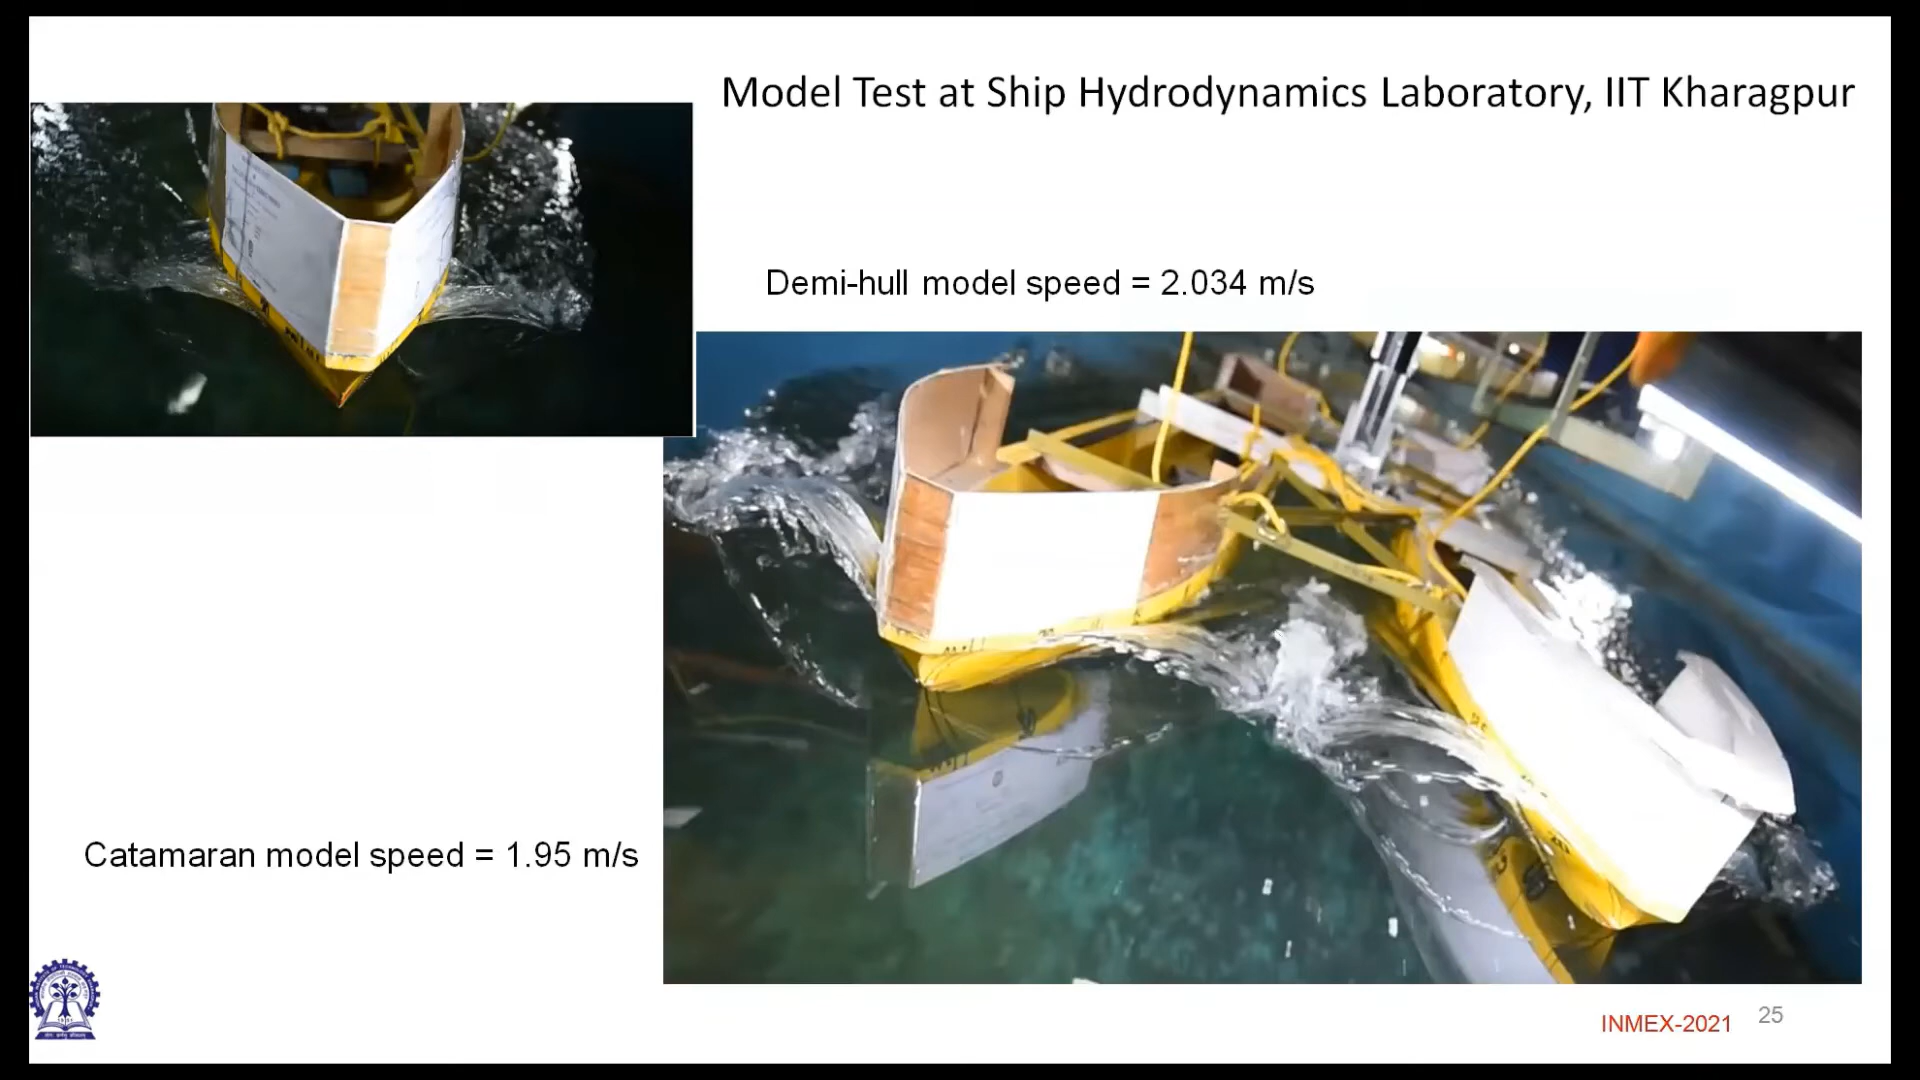 Model Test at Ship Hydrodynamics Laboratory, IIT Kharagpur
Demi-hull model speed = 2.034 m/s
Catamaran model speed = 1.95 m/s
INMEX-2021
25